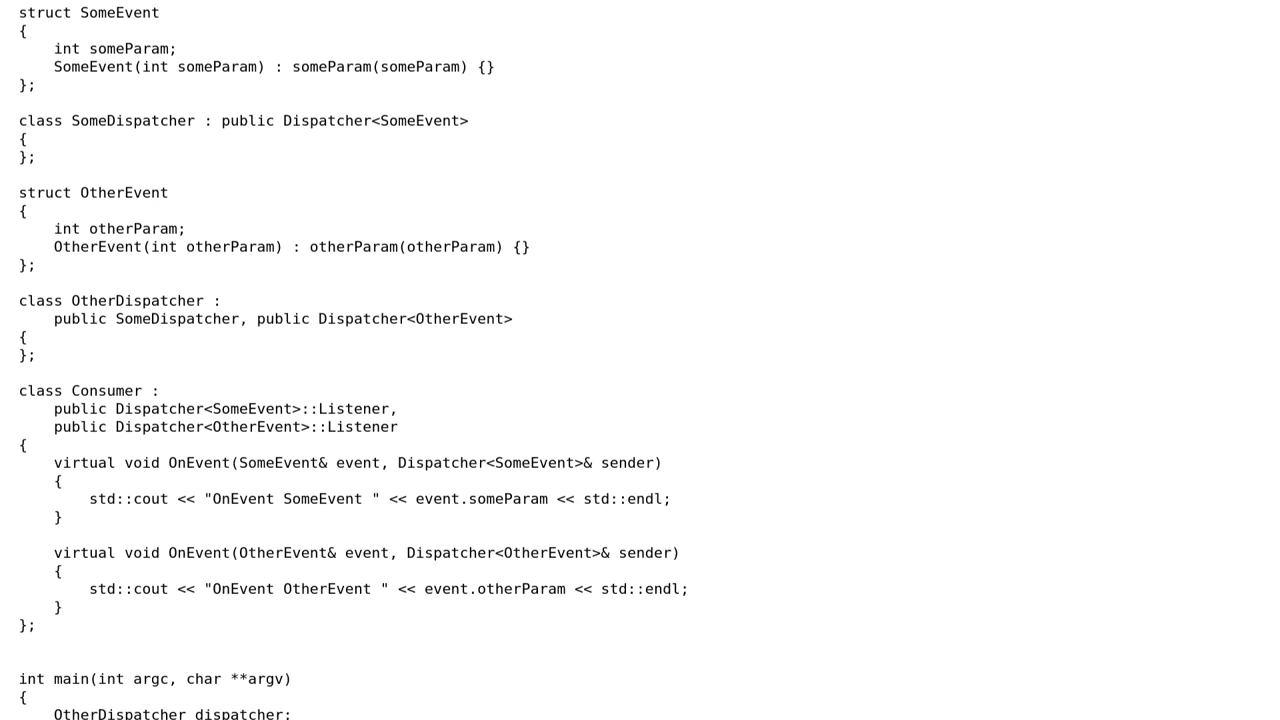 struct SomeEvent
{
    int someParam;
    SomeEvent(int someParam) : someParam(someParam) {}
};

class SomeDispatcher : public Dispatcher<SomeEvent>
{
};

struct OtherEvent
{
    int otherParam;
    OtherEvent(int otherParam) : otherParam(otherParam) {}
};

class OtherDispatcher :
    public SomeDispatcher, public Dispatcher<OtherEvent>
{
};

class Consumer :
    public Dispatcher<SomeEvent>::Listener,
    public Dispatcher<OtherEvent>::Listener
{
    virtual void OnEvent(SomeEvent& event, Dispatcher<SomeEvent>& sender)
    {
        std::cout << "OnEvent SomeEvent " << event.someParam << std::endl;
    }

    virtual void OnEvent(OtherEvent& event, Dispatcher<OtherEvent>& sender)
    {
        std::cout << "OnEvent OtherEvent " << event.otherParam << std::endl;
    }
};


int main(int argc, char **argv)
{
    OtherDispatcher dispatcher;